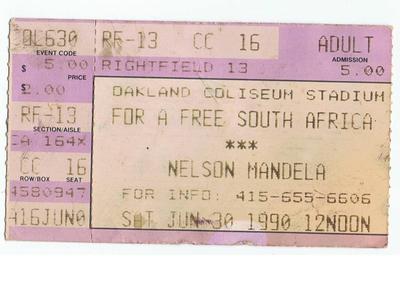 OL630 RF-13 CC 16 ADULT
EVENT CODE ADMISSION
$ 5.00 RIGHTFIELD 13 5.00
PRICE
$ 2.00 OAKLAND COLISEUM STADIUM
RF-13 FOR A FREE SOUTH AFRICA
SECTION/AISLE
CA 164X ***
CC 16 NELSON MANDELA
ROW/BOX SEAT
4580947 FOR INFO: 415-655-6606
416JUN0 SAT JUN 30 1990 12NOON